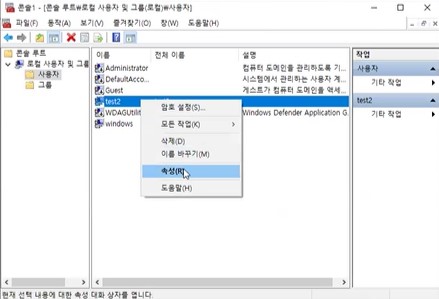 콘솔1 - [콘솔 루트₩로컬 사용자 및 그룹(로컬)₩사용자]
파일(F) 동작(A) 보기(V) 즐겨찾기(O) 창(W) 도움말(H)
콘솔 루트
로컬 사용자 및 그룹
사용자
그룹
이름 전체 이름 설명
Administrator 컴퓨터 도메인을 관리하도록 기...
DefaultAcco... 시스템에서 관리하는 사용자 계...
Guest 게스트가 컴퓨터 도메인을 액세...
test2
WDAGUtility Windows Defender Application G...
windows
암호 설정(S)...
모든 작업(K)
삭제(D)
이름 바꾸기(M)
속성(R)
도움말(H)
작업
사용자
기타 작업
test2
기타 작업
현재 선택 내용에 대한 속성 대화 상자를 엽니다.